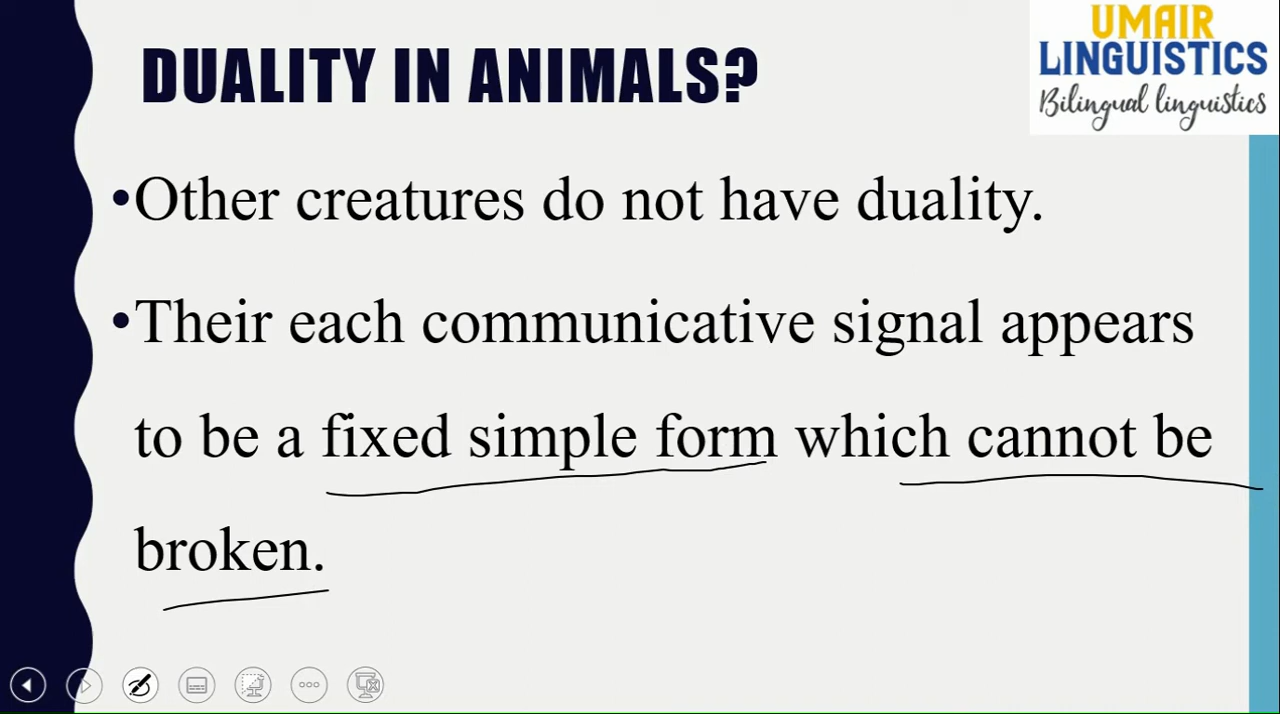 DUALITY IN ANIMALS?
UMAIR
LINGUISTICS
Bilingual linguistics
•Other creatures do not have duality.
•Their each communicative signal appears
to be a fixed simple form which cannot be
broken.